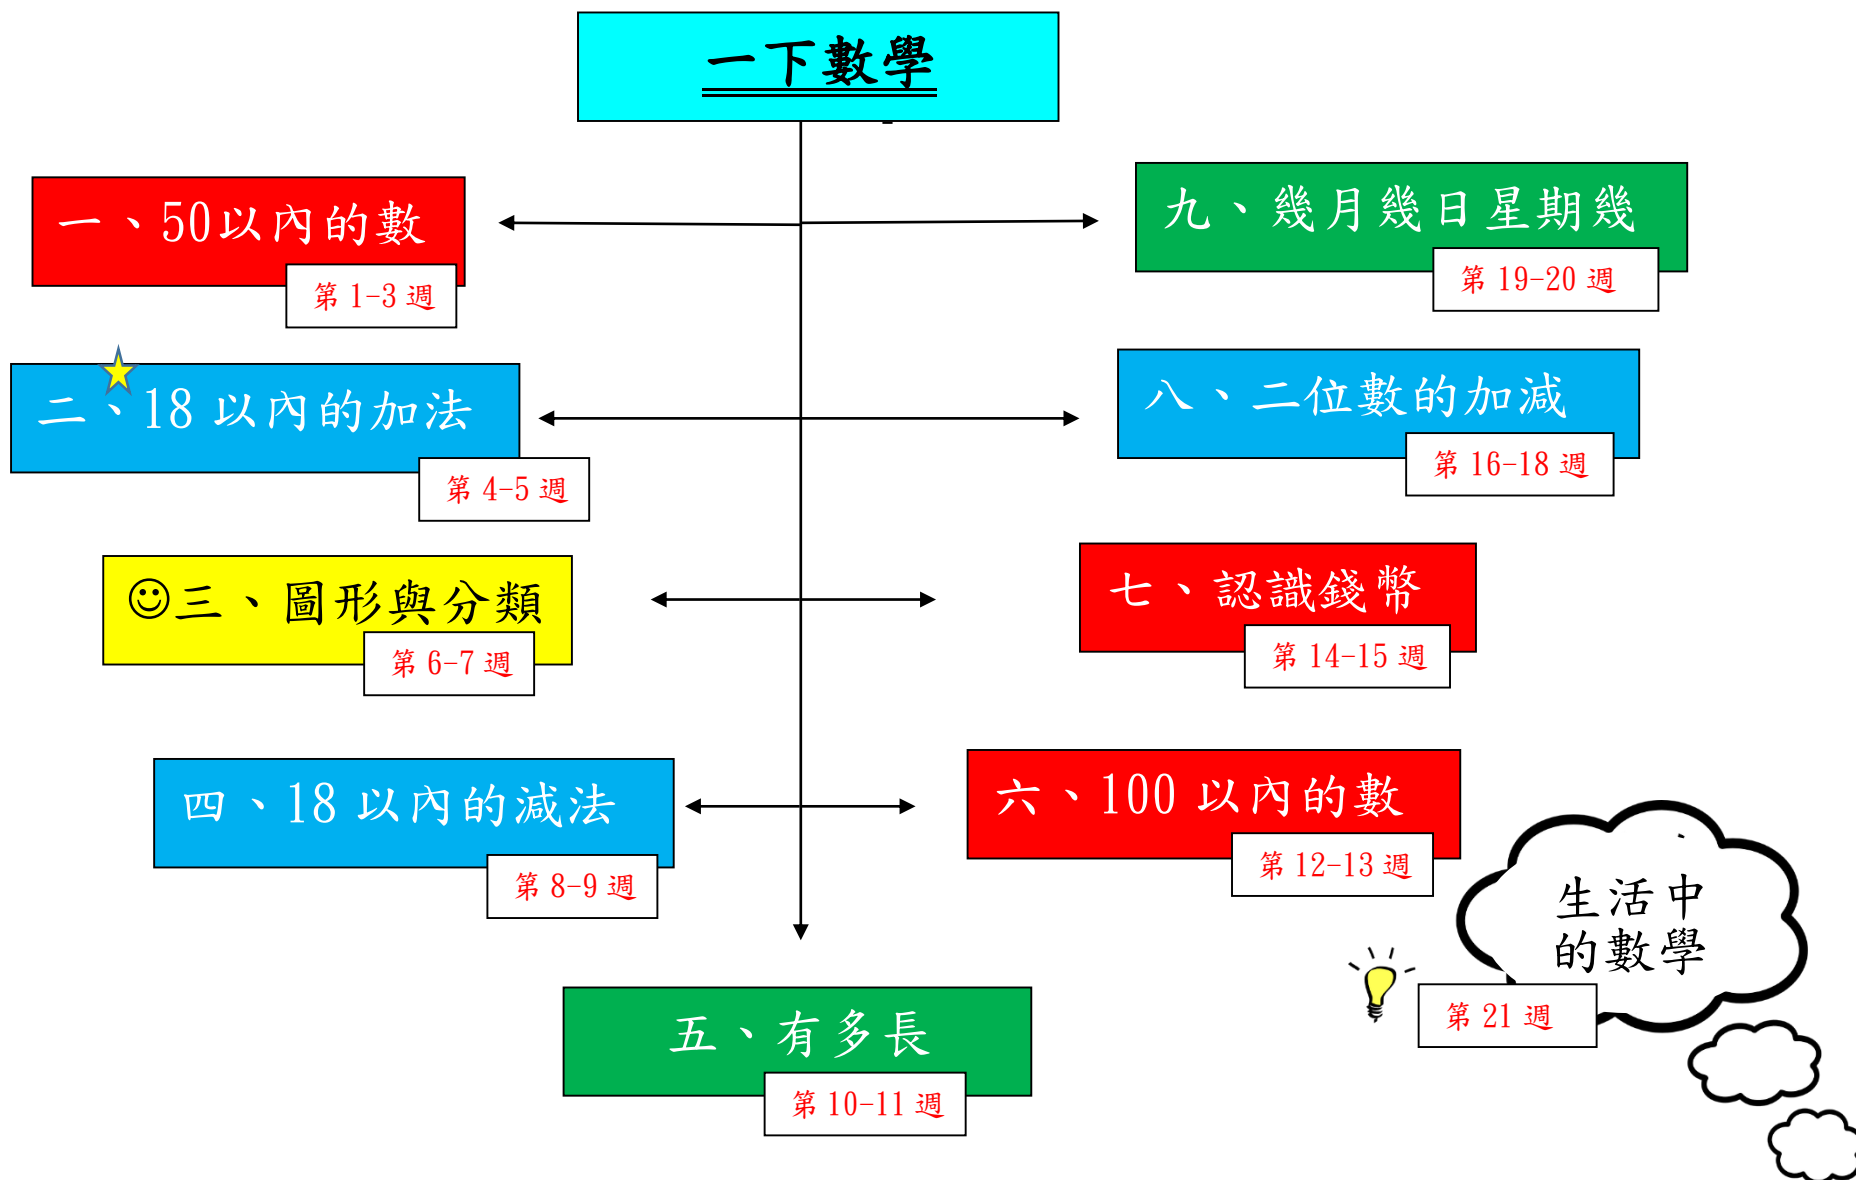 一下數學
一、50以內的數
第 1-3 週
二、18 以內的加法
第 4-5 週
☺三、圖形與分類
第 6-7 週
四、18 以內的減法
第 8-9 週
五、有多長
第 10-11 週
六、100 以內的數
第 12-13 週
七、認識錢幣
第 14-15 週
八、二位數的加減
第 16-18 週
九、幾月幾日星期幾
第 19-20 週
生活中
的數學
第 21 週